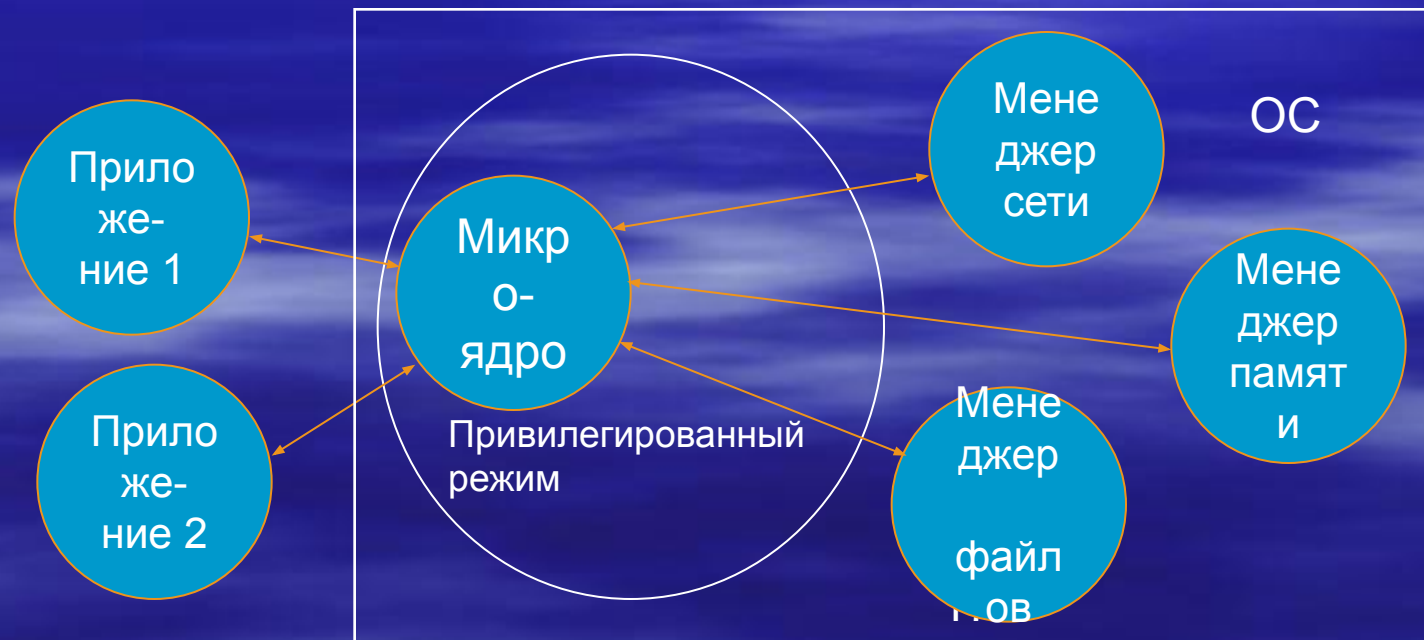 Прило
же-
ние 1
Прило
же-
ние 2
Микр
о-
ядро
Привилегированный
режим
Мене
джер
сети
ОС
Мене
джер
памят
и
Мене
джер
файл
ов